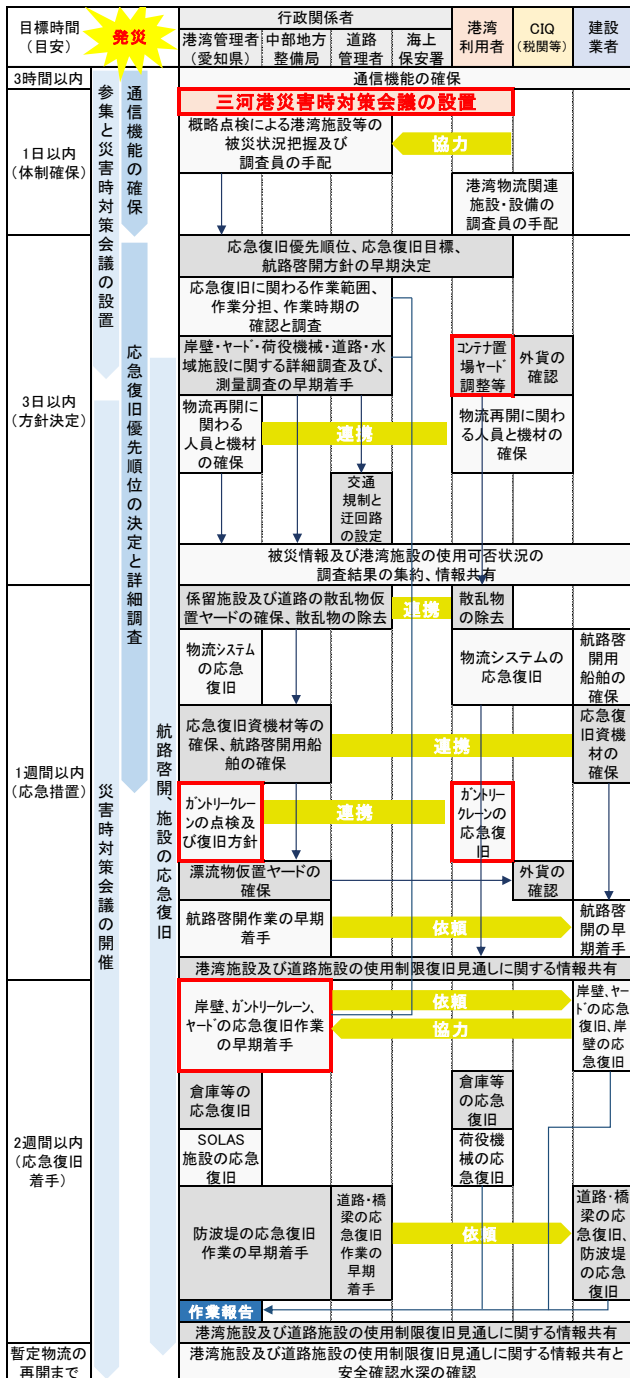 目標時間
(目安)
発災
行政関係者
港湾管理者
(愛知県)
中部地方
整備局
道路
管理者
海上
保安署
港湾
利用者
CIQ
(税関等)
建設
業者
3時間以内
通信機能の確保
参集と災害時対策会議の設置
通信機能の確保
1日以内
(体制確保)
三河港災害時対策会議の設置
概略点検による港湾施設等の
被災状況把握及び
調査員の手配
協力
港湾物流関連
施設・設備の
調査員の手配
応急復旧優先順位の決定と詳細調査
3日以内
(方針決定)
応急復旧優先順位、応急復旧目標、
航路啓開方針の早期決定
応急復旧に関わる作業範囲、
作業分担、作業時期の
確認と調査
岸壁・ヤード・荷役機械・道路・水
域施設に関する詳細調査及び、
測量調査の早期着手
コンテナ置
場ヤード
調整等
外貨の
確認
物流再開に
関わる
人員と機材
の確保
連携
物流再開に関わ
る人員と機材の
確保
交通
規制と
迂回路
の設定
被災情報及び港湾施設の使用可否状況の
調査結果の集約、情報共有
災害時対策会議の開催
航路啓開、施設の応急復旧
1週間以内
(応急措置)
係留施設及び道路の散乱物仮
置ヤードの確保、散乱物の除去
連携
散乱物
の除去
物流システム
の応急
復旧
物流システムの
応急復旧
航路啓
開用
船舶の
確保
応急復旧資機材等の
確保、航路啓開用船
舶の確保
連携
応急復
旧資機
材の
確保
ガントリークレー
ンの点検及
び復旧方針
連携
ガントリー
クレーンの
応急復
旧
漂流物仮置ヤードの
確保
外貨の
確認
航路啓開作業の早期
着手
依頼
航路啓
開の早
期着手
港湾施設及び道路施設の使用制限復旧見通しに関する情報共有
2週間以内
(応急復旧
着手)
岸壁、ガントリークレーン、
ヤードの応急復旧作業
の早期着手
依頼
協力
岸壁、ヤー
ドの応急
復旧、岸
壁の応
急復旧
倉庫等の
応急復旧
倉庫等
の応急
復旧
SOLAS
施設の応急
復旧
荷役機
械の応
急復旧
防波堤の応急復旧
作業の早期着手
道路・橋
梁の応
急復旧
作業の
早期
着手
依頼
道路・橋
梁の応
急復旧、
防波堤
の応急
復旧
作業報告
港湾施設及び道路施設の使用制限復旧見通しに関する情報共有
暫定物流の
再開まで
港湾施設及び道路施設の使用制限復旧見通しに関する情報共有と
安全確認水深の確認